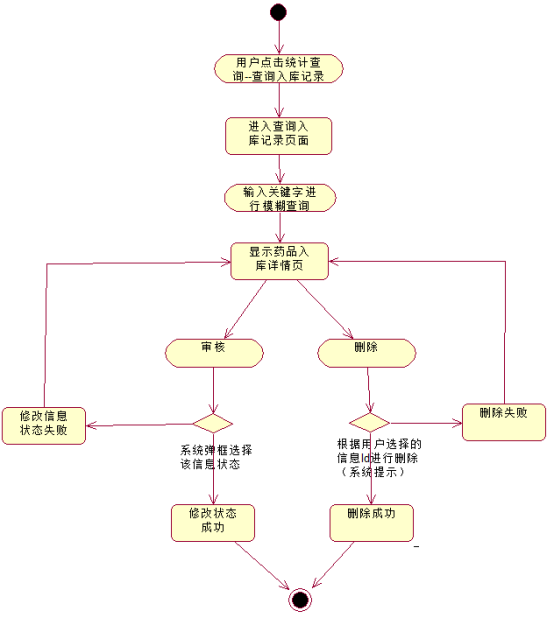 用户点击统计查
询--查询入库记录
进入查询入
库记录页面
输入关键字进
行模糊查询
显示药品入
库详情页
审核
删除
修改信息
状态失败
删除失败
系统弹框选择
该信息状态
根据用户选择的
信息Id进行删除
（系统提示）
修改状态
成功
删除成功